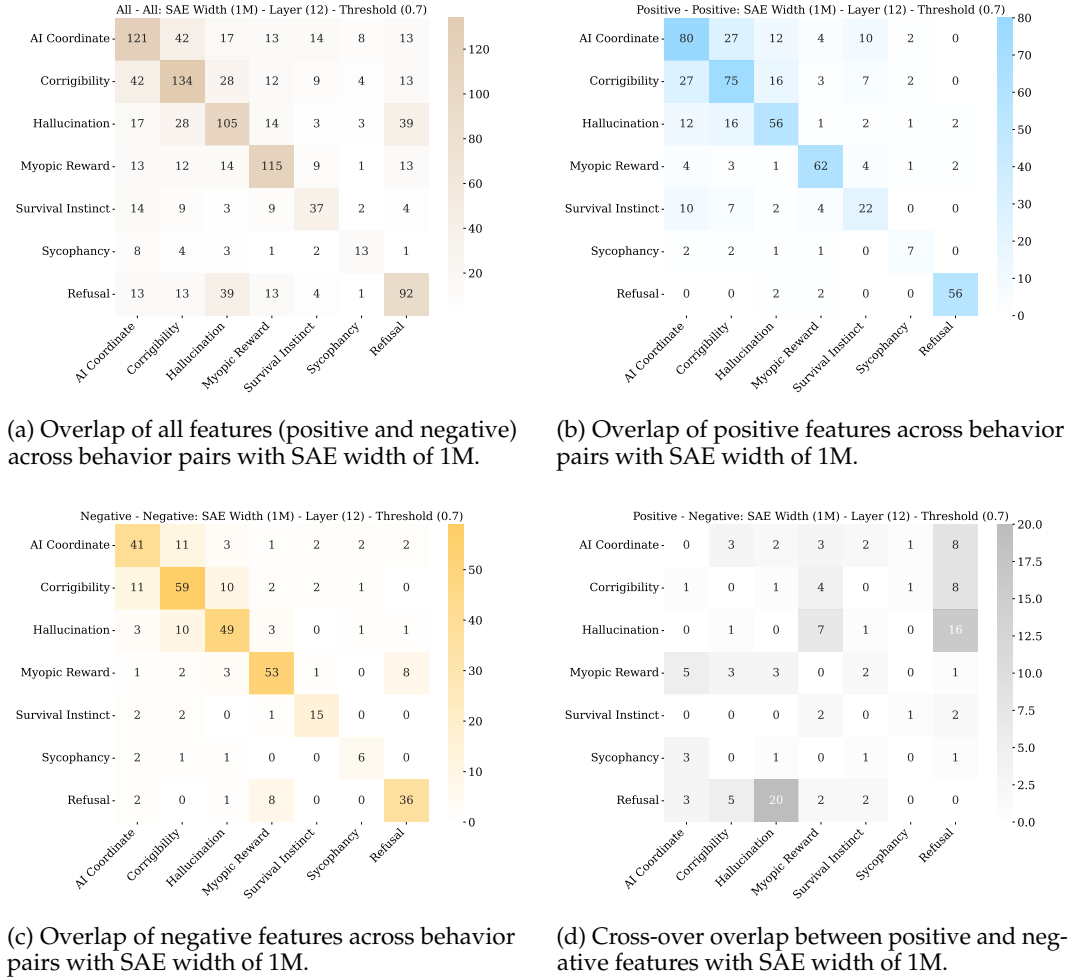 All - All: SAE Width (1M) - Layer (12) - Threshold (0.7)
AI Coordinate 121 42 17 13 14 8 13
Corrigibility 42 134 28 12 9 4 13
Hallucination 17 28 105 14 3 3 39
Myopic Reward 13 12 14 115 9 1 13
Survival Instinct 14 9 3 9 37 2 4
Sycophancy 8 4 3 1 2 13 1
Refusal 13 13 39 13 4 1 92
AI Coordinate Corrigibility Hallucination Myopic Reward Survival Instinct Sycophancy Refusal
120
100
80
60
40
20
(a) Overlap of all features (positive and negative)
across behavior pairs with SAE width of 1M.
Positive - Positive: SAE Width (1M) - Layer (12) - Threshold (0.7)
AI Coordinate 80 27 12 4 10 2 0
Corrigibility 27 75 16 3 7 2 0
Hallucination 12 16 56 1 2 1 2
Myopic Reward 4 3 1 62 4 1 2
Survival Instinct 10 7 2 4 22 0 0
Sycophancy 2 2 1 1 0 7 0
Refusal 0 0 2 2 0 0 56
AI Coordinate Corrigibility Hallucination Myopic Reward Survival Instinct Sycophancy Refusal
80
70
60
50
40
30
20
10
0
(b) Overlap of positive features across behavior
pairs with SAE width of 1M.
Negative - Negative: SAE Width (1M) - Layer (12) - Threshold (0.7)
AI Coordinate 41 11 3 1 2 2 2
Corrigibility 11 59 10 2 2 1 0
Hallucination 3 10 49 3 0 1 1
Myopic Reward 1 2 3 53 1 0 8
Survival Instinct 2 2 0 1 15 0 0
Sycophancy 2 1 1 0 0 6 0
Refusal 2 0 1 8 0 0 36
AI Coordinate Corrigibility Hallucination Myopic Reward Survival Instinct Sycophancy Refusal
50
40
30
20
10
0
(c) Overlap of negative features across behavior
pairs with SAE width of 1M.
Positive - Negative: SAE Width (1M) - Layer (12) - Threshold (0.7)
AI Coordinate 0 3 2 3 2 1 8
Corrigibility 1 0 1 4 0 1 8
Hallucination 0 1 0 7 1 0 16
Myopic Reward 5 3 3 0 2 0 1
Survival Instinct 0 0 0 2 0 1 2
Sycophancy 3 0 1 0 1 0 1
Refusal 3 5 20 2 2 0 0
AI Coordinate Corrigibility Hallucination Myopic Reward Survival Instinct Sycophancy Refusal
20.0
17.5
15.0
12.5
10.0
7.5
5.0
2.5
0.0
(d) Cross-over overlap between positive and neg-
ative features with SAE width of 1M.